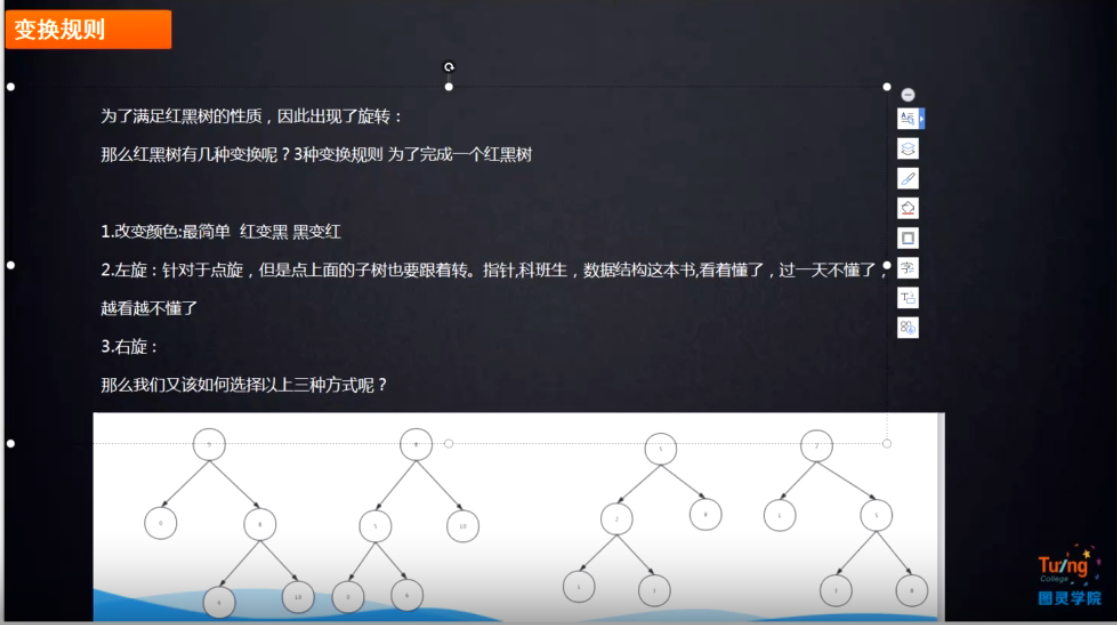 变换规则
为了满足红黑树的性质，因此出现了旋转：
那么红黑树有几种变换呢？3种变换规则 为了完成一个红黑树
1.改变颜色:最简单  红变黑 黑变红
2.左旋：针对于点旋，但是点上面的子树也要跟着转。指针,科班生，数据结构这本书,看着懂了，过一天不懂了，
越看越不懂了
3.右旋：
那么我们又该如何选择以上三种方式呢？
10
10
Turing
College
图灵学院